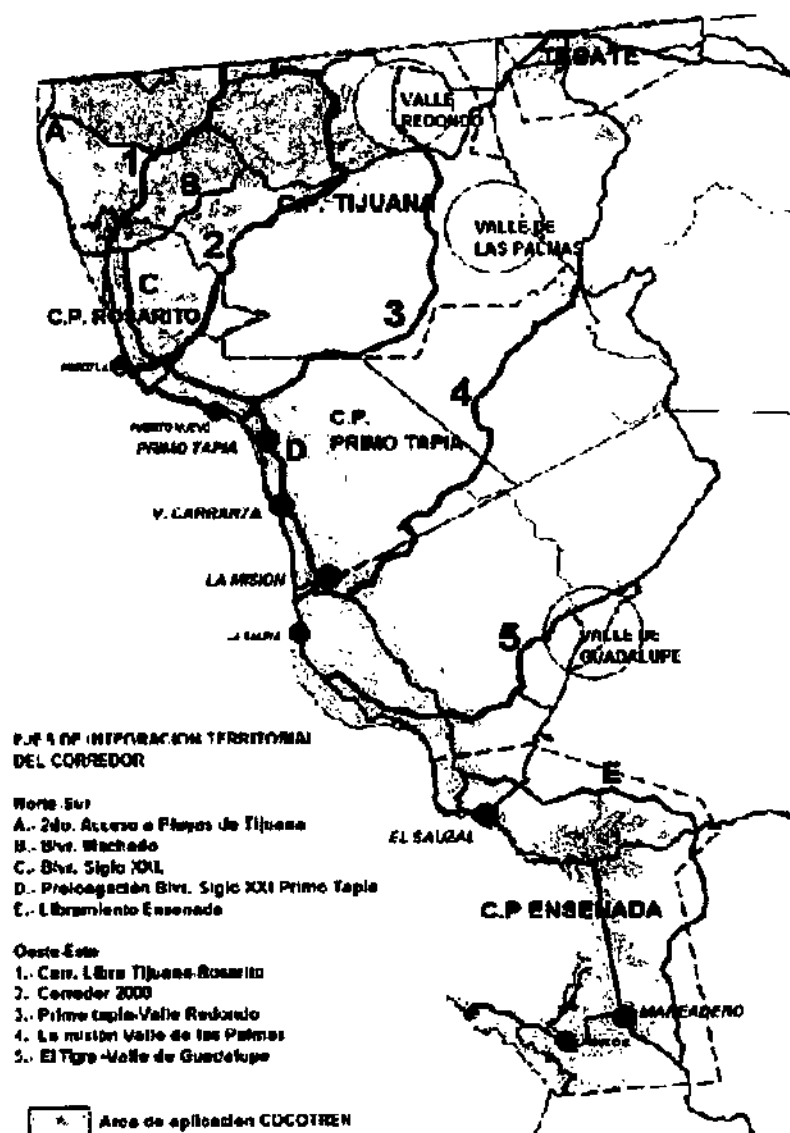 TECATE
VALLE
REDONDO
A
1
B
C.P. TIJUANA
VALLE DE
LAS PALMAS
2
C
C.P. ROSARITO
3
4
C.P.
PRIMO TAPIA
PRIMO TAPIA
D
V. CARRANZA
LA MISION
5
VALLE DE
GUADALUPE
DE INTEGRACION TERRITORIAL
DEL CORREDOR
Norte-Sur
A.- 2do. Acceso a Playas de Tijuana
B.- Blvr. Machado
C.- Blvr. Siglo XXI,
D.- Prolongación Blvr. Siglo XXI Primo Tapia
E.- Libramiento Ensenada
E
EL SAUZAL
C.P ENSENADA
Oeste-Este
1.- Carr. Libre Tijuana-Rosarito
2.- Corredor 2000
3.- Primo tapia-Valle Redondo
4.- La misión Valle de las Palmas
5.- El Tigre-Valle de Guadalupe
MANEADERO
Area de aplicacion COCOTREN